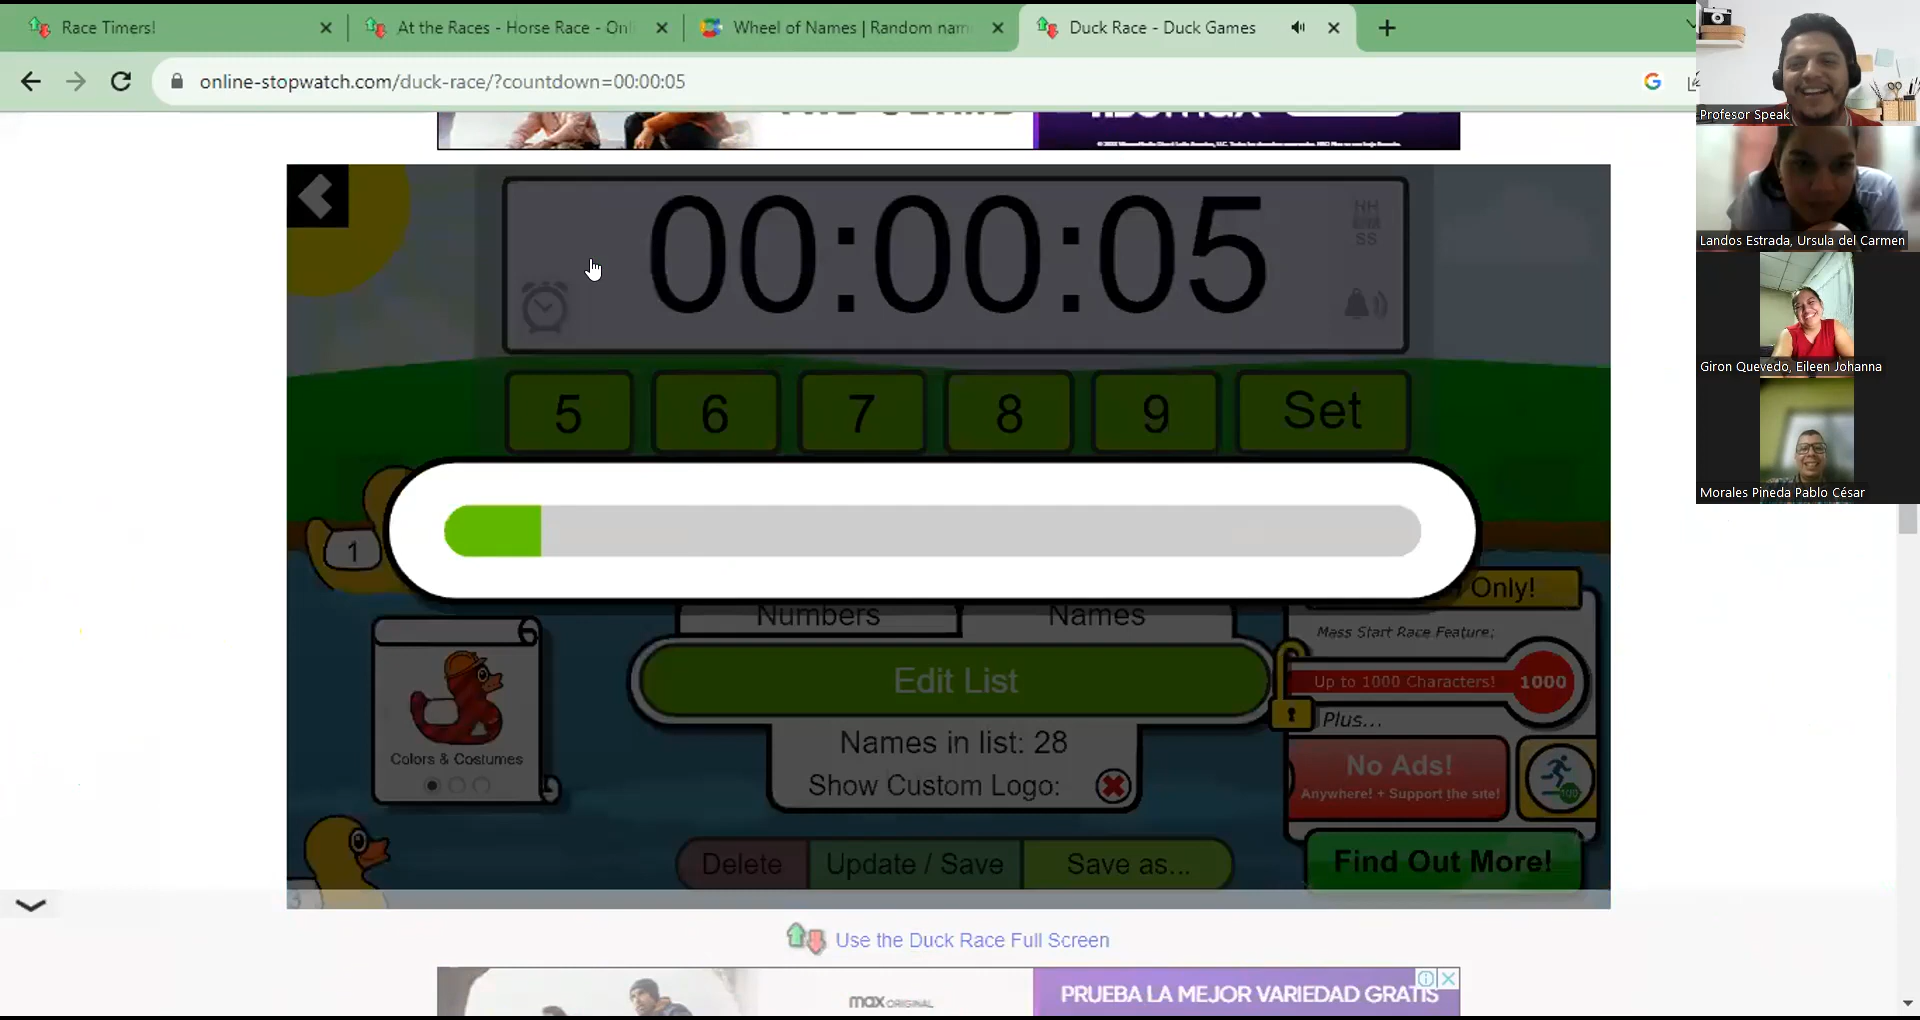 Race Timers!
At the Races - Horse Race - Onl
Wheel of Names | Random nam
Duck Race - Duck Games
online-stopwatch.com/duck-race/?countdown=00:00:05
Profesor Speak
Landos Estrada, Ursula del Carmen
Giron Quevedo, Eileen Johanna
Morales Pineda Pablo César
00:00:05
HH
SS
5 6 7 8 9 Set
1
Only!
Numbers Names
Mass Start Race Feature;
Edit List
Up to 1000 Characters! 1000
Plus...
Names in list: 28
Show Custom Logo:
Colors & Costumes
No Ads!
Anywhere! + Support the site!
Delete Update / Save Save as...
Find Out More!
3
Use the Duck Race Full Screen
max ORIGINAL
PRUEBA LA MEJOR VARIEDAD GRATIS